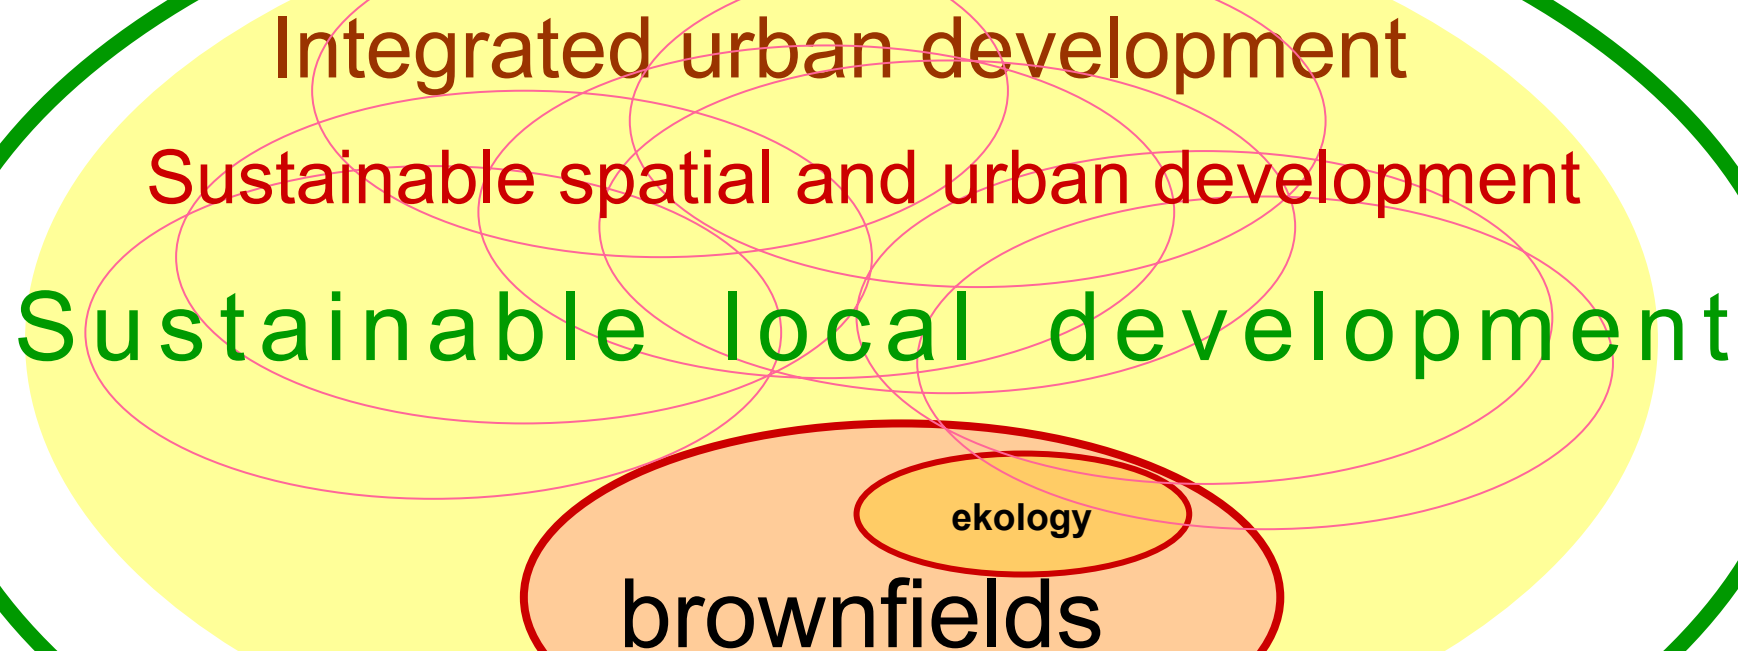 Integrated urban development
Sustainable spatial and urban development
Sustainable local development
ekology
brownfields